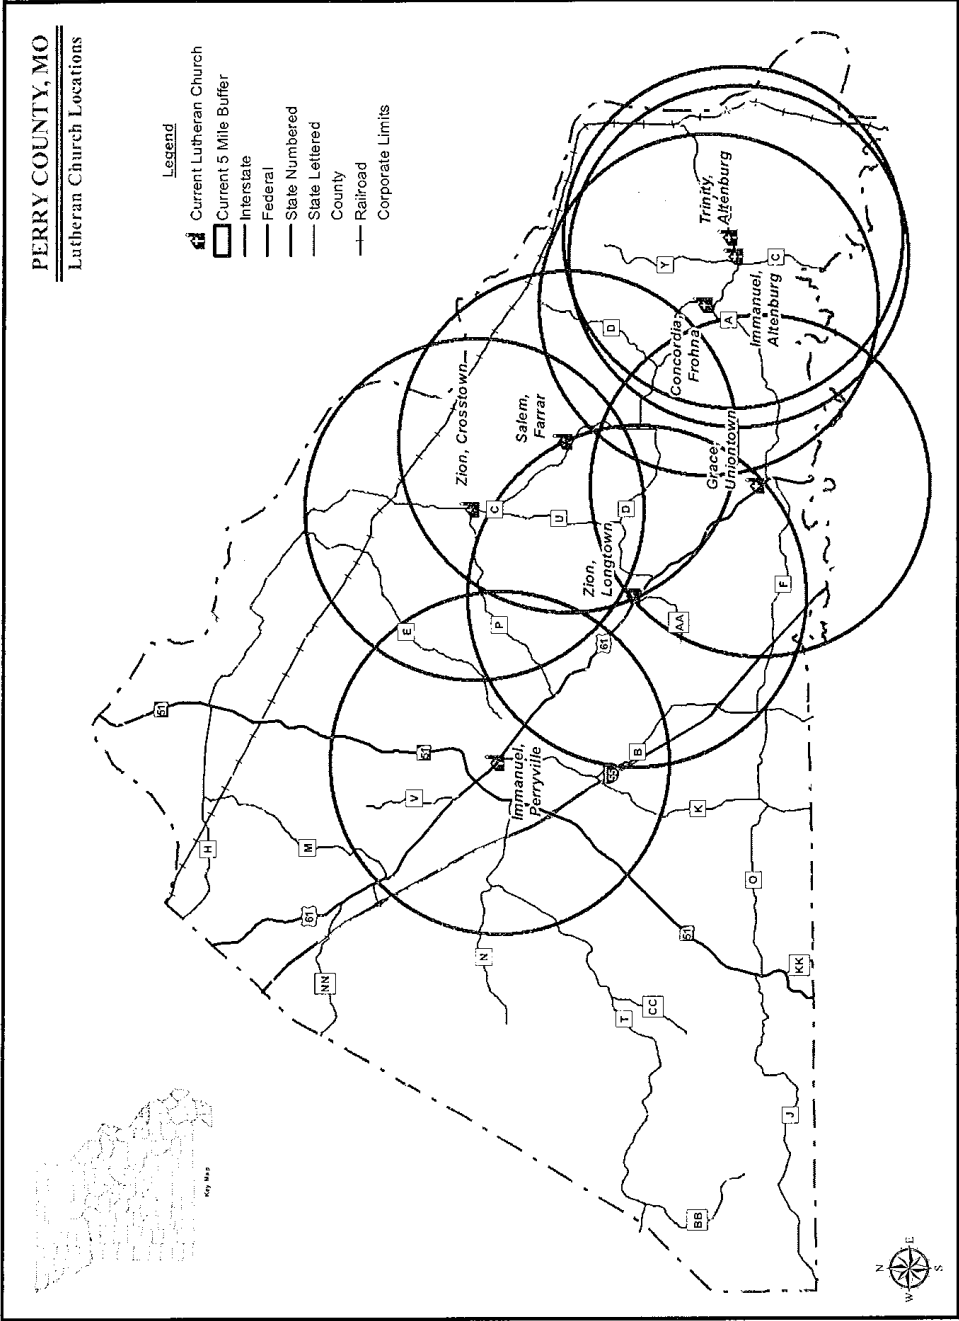 PERRY COUNTY, MO
Lutheran Church Locations
Legend
Current Lutheran Church
Current 5 Mile Buffer
Interstate
Federal
State Numbered
State Lettered
County
Railroad
Corporate Limits
Key Map
51
H
M
61
NN
V
51
E
N
Immanuel,
Perryville
P
61
Zion, Crosstown
C
U
D
Salem,
Farrar
Zion,
Longtown
AA
55
B
K
T
CC
51
O
KK
J
BB
F
Grace,
Uniontown
D
Concordia,
Frohna
A
Y
C
Immanuel,
Altenburg
Trinity,
Altenburg
N
W
E
S